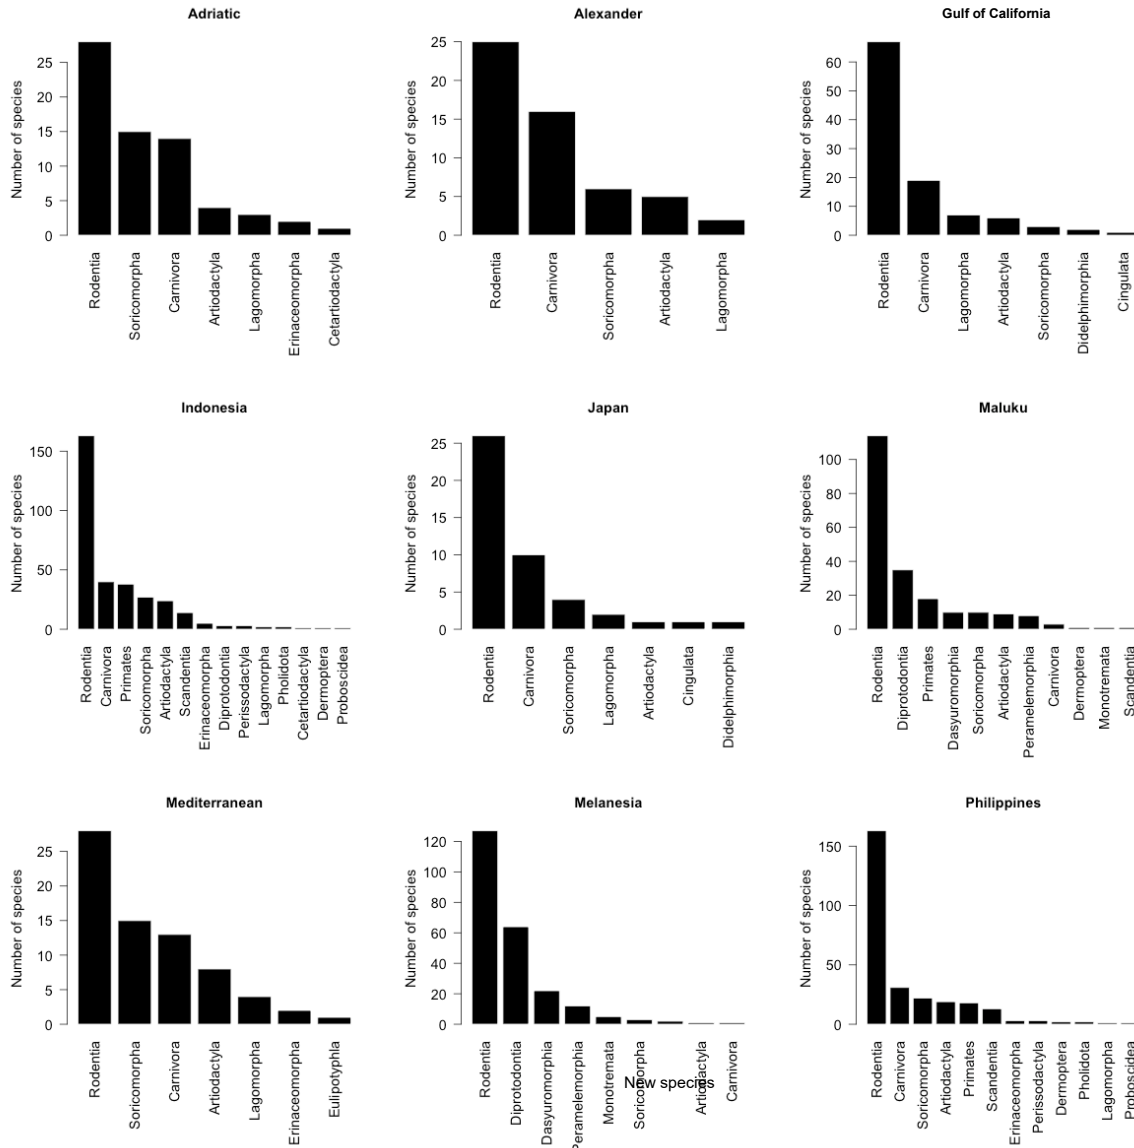 Adriatic
Number of species
25
20
15
10
5
0
Rodentia
Soricomorpha
Carnivora
Artiodactyla
Lagomorpha
Erinaceomorpha
Cetartiodactyla
Alexander
Number of species
25
20
15
10
5
0
Rodentia
Carnivora
Soricomorpha
Artiodactyla
Lagomorpha
Gulf of California
Number of species
60
50
40
30
20
10
0
Rodentia
Carnivora
Lagomorpha
Artiodactyla
Soricomorpha
Didelphimorphia
Cingulata
Indonesia
Number of species
150
100
50
0
Rodentia
Carnivora
Primates
Soricomorpha
Artiodactyla
Scandentia
Erinaceomorpha
Diprotodontia
Perissodactyla
Lagomorpha
Pholidota
Cetartiodactyla
Dermoptera
Proboscidea
Japan
Number of species
25
20
15
10
5
0
Rodentia
Carnivora
Soricomorpha
Lagomorpha
Artiodactyla
Cingulata
Didelphimorphia
Maluku
Number of species
100
80
60
40
20
0
Rodentia
Diprotodontia
Primates
Dasyuromorphia
Soricomorpha
Artiodactyla
Peramelemorphia
Carnivora
Dermoptera
Monotremata
Scandentia
Mediterranean
Number of species
25
20
15
10
5
0
Rodentia
Soricomorpha
Carnivora
Artiodactyla
Lagomorpha
Erinaceomorpha
Eulipotyphla
Melanesia
Number of species
120
100
80
60
40
20
0
Rodentia
Diprotodontia
Dasyuromorphia
Peramelemorphia
Monotremata
Soricomorpha
New species
Artiodactyla
Carnivora
Philippines
Number of species
150
100
50
0
Rodentia
Carnivora
Soricomorpha
Artiodactyla
Primates
Scandentia
Erinaceomorpha
Perissodactyla
Dermoptera
Pholidota
Lagomorpha
Proboscidea